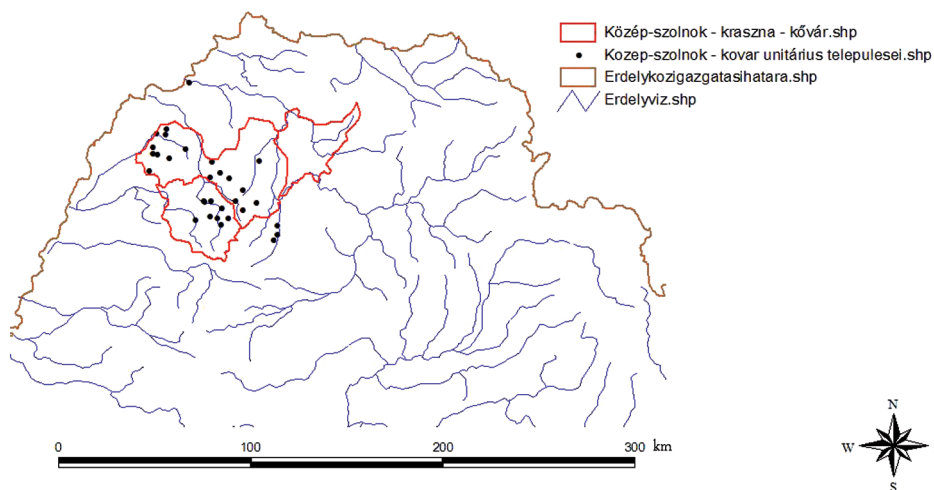 Közép-szolnok - kraszna - kővár.shp
Kozep-szolnok - kovar unitárius telepulesei.shp
Erdelykozigazgatasihatara.shp
Erdelyviz.shp
0 100 200 300 km
N
W E
S